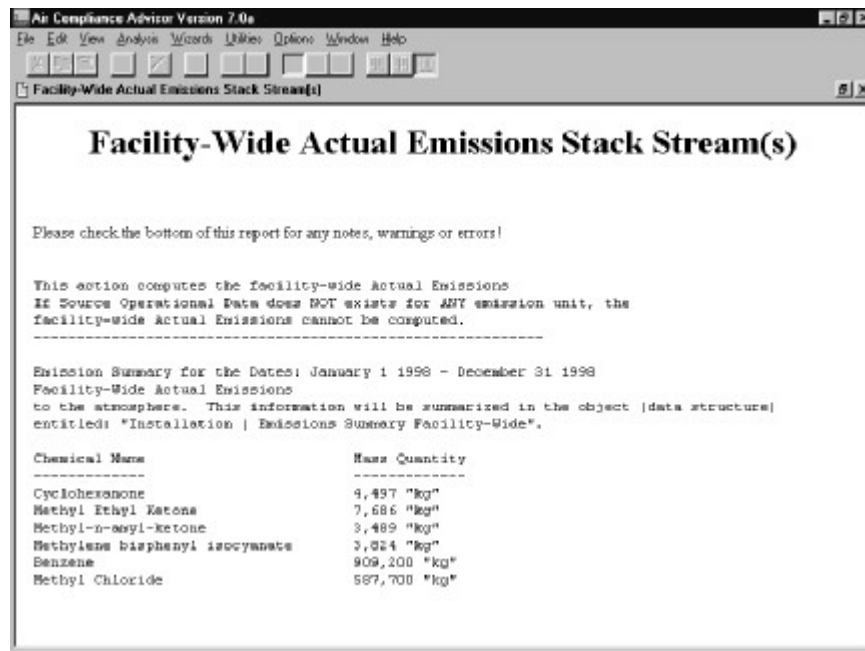 Air Compliance Advisor Version 7.0a
File Edit View Analysis Wizards Utilities Options Window Help
Facility-Wide Actual Emissions Stack Stream(s)
Facility-Wide Actual Emissions Stack Stream(s)
Please check the bottom of this report for any notes, warnings or errors!
This action computes the facility-wide Actual Emissions
If Source Operational Data does NOT exists for ANY emission unit, the
facility-wide Actual Emissions cannot be computed.
Emission Summary for the Dates: January 1 1998 - December 31 1998
Facility-Wide Actual Emissions
to the atmosphere. This information will be summarized in the object |data structure|
entitled: "Installation | Emissions Summary Facility-Wide".
Chemical Name Mass Quantity
Cyclohexanone 4,497 "kg"
Methyl Ethyl Ketone 7,686 "kg"
Methyl-n-amyl-ketone 3,489 "kg"
Methylene bisphenyl isocyanate 3,824 "kg"
Benzene 909,200 "kg"
Methyl Chloride 587,700 "kg"